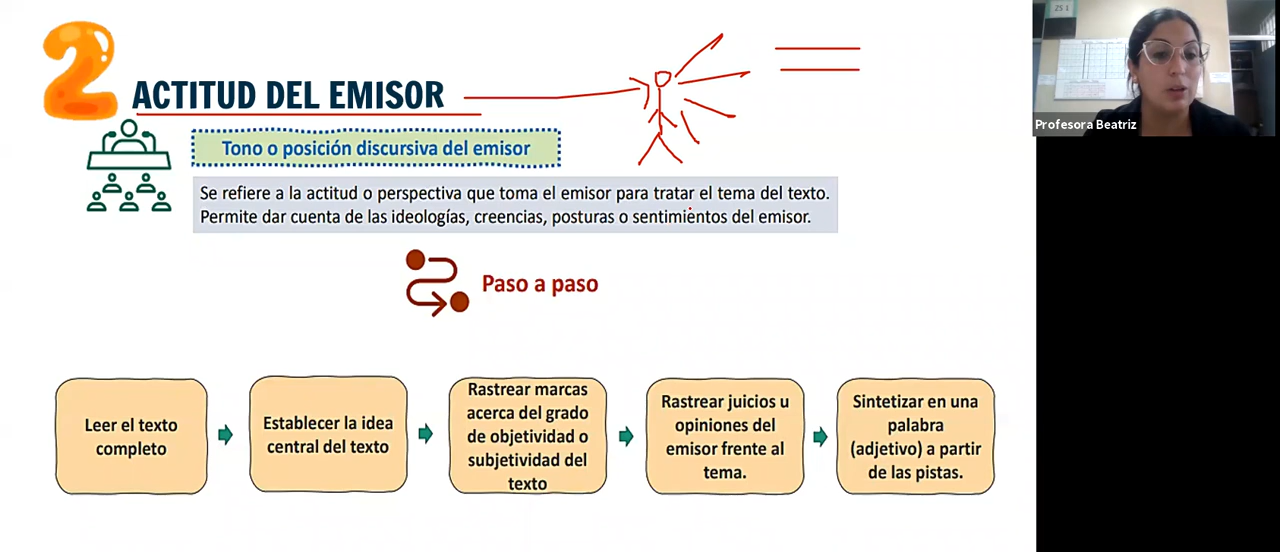 2
ACTITUD DEL EMISOR
Tono o posición discursiva del emisor
Se refiere a la actitud o perspectiva que toma el emisor para tratar el tema del texto.
Permite dar cuenta de las ideologías, creencias, posturas o sentimientos del emisor.
Paso a paso
Leer el texto
completo
Establecer la idea
central del texto
Rastrear marcas
acerca del grado
de objetividad o
subjetividad del
texto
Rastrear juicios u
opiniones del
emisor frente al
tema.
Sintetizar en una
palabra
(adjetivo) a partir
de las pistas.
Profesora Beatriz